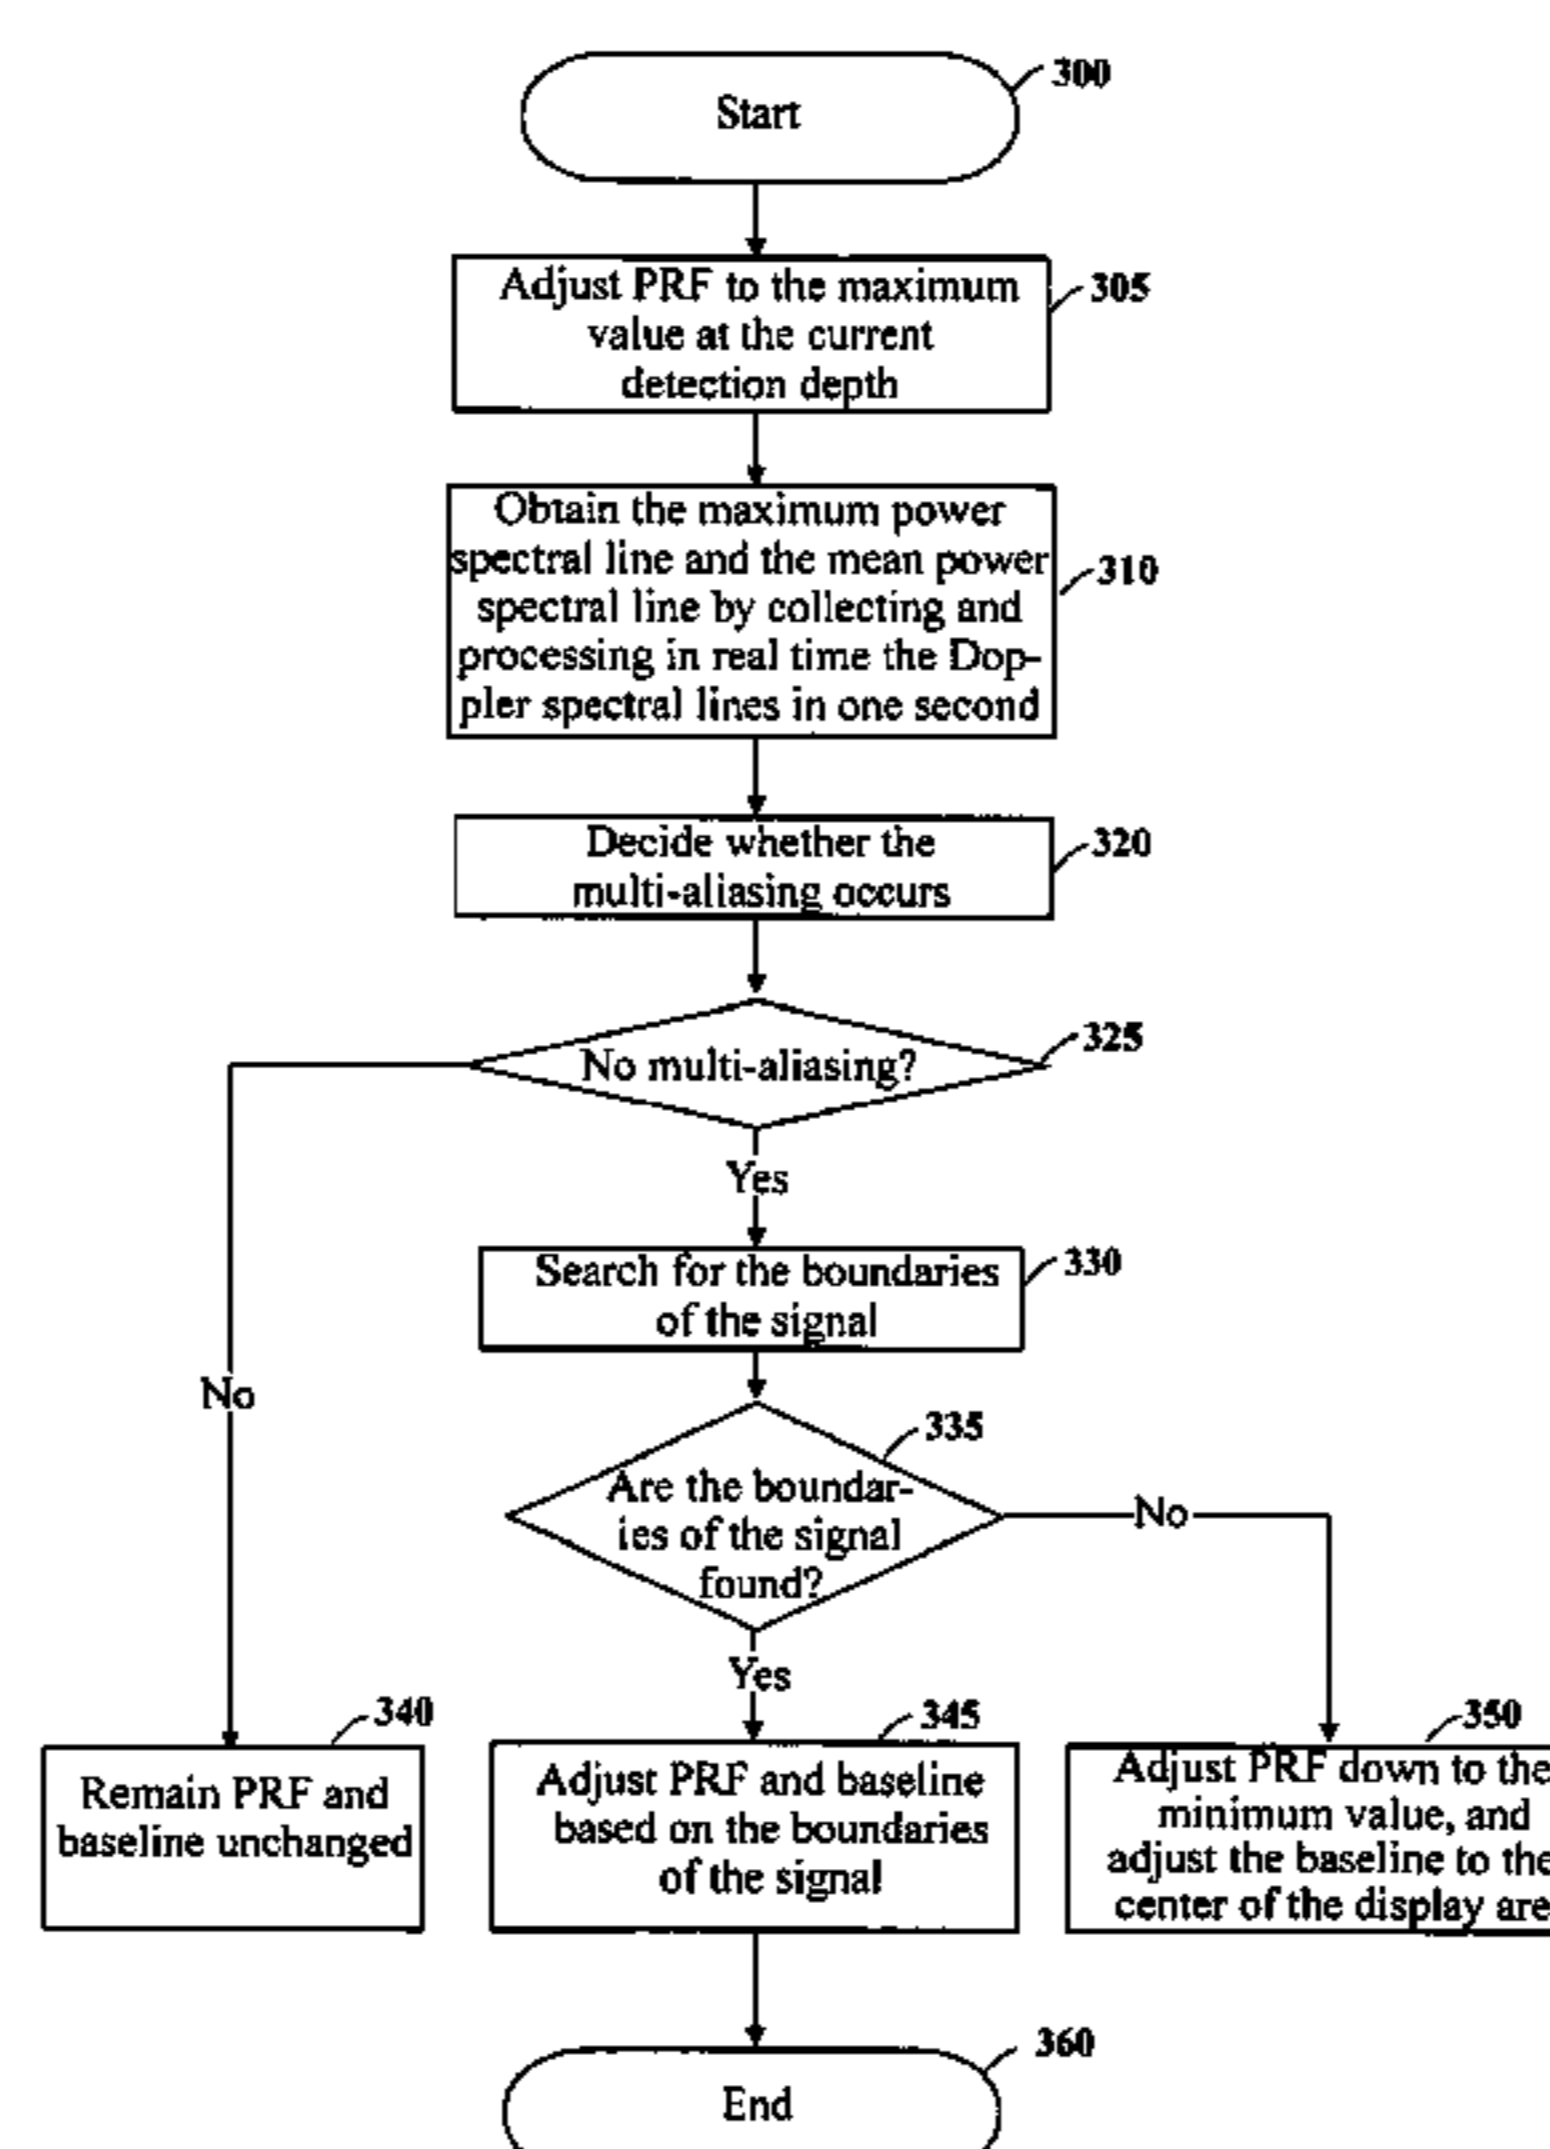 Start
300
Adjust PRF to the maximum
value at the current
detection depth
305
Obtain the maximum power
spectral line and the mean power
spectral line by collecting and
processing in real time the Dop-
pler spectral lines in one second
310
Decide whether the
multi-aliasing occurs
320
No multi-aliasing?
325
Yes
Search for the boundaries
of the signal
330
No
335
Are the boundar-
ies of the signal
found?
No
Yes
340
Remain PRF and
baseline unchanged
345
Adjust PRF and baseline
based on the boundaries
of the signal
350
Adjust PRF down to the
minimum value, and
adjust the baseline to the
center of the display are
360
End